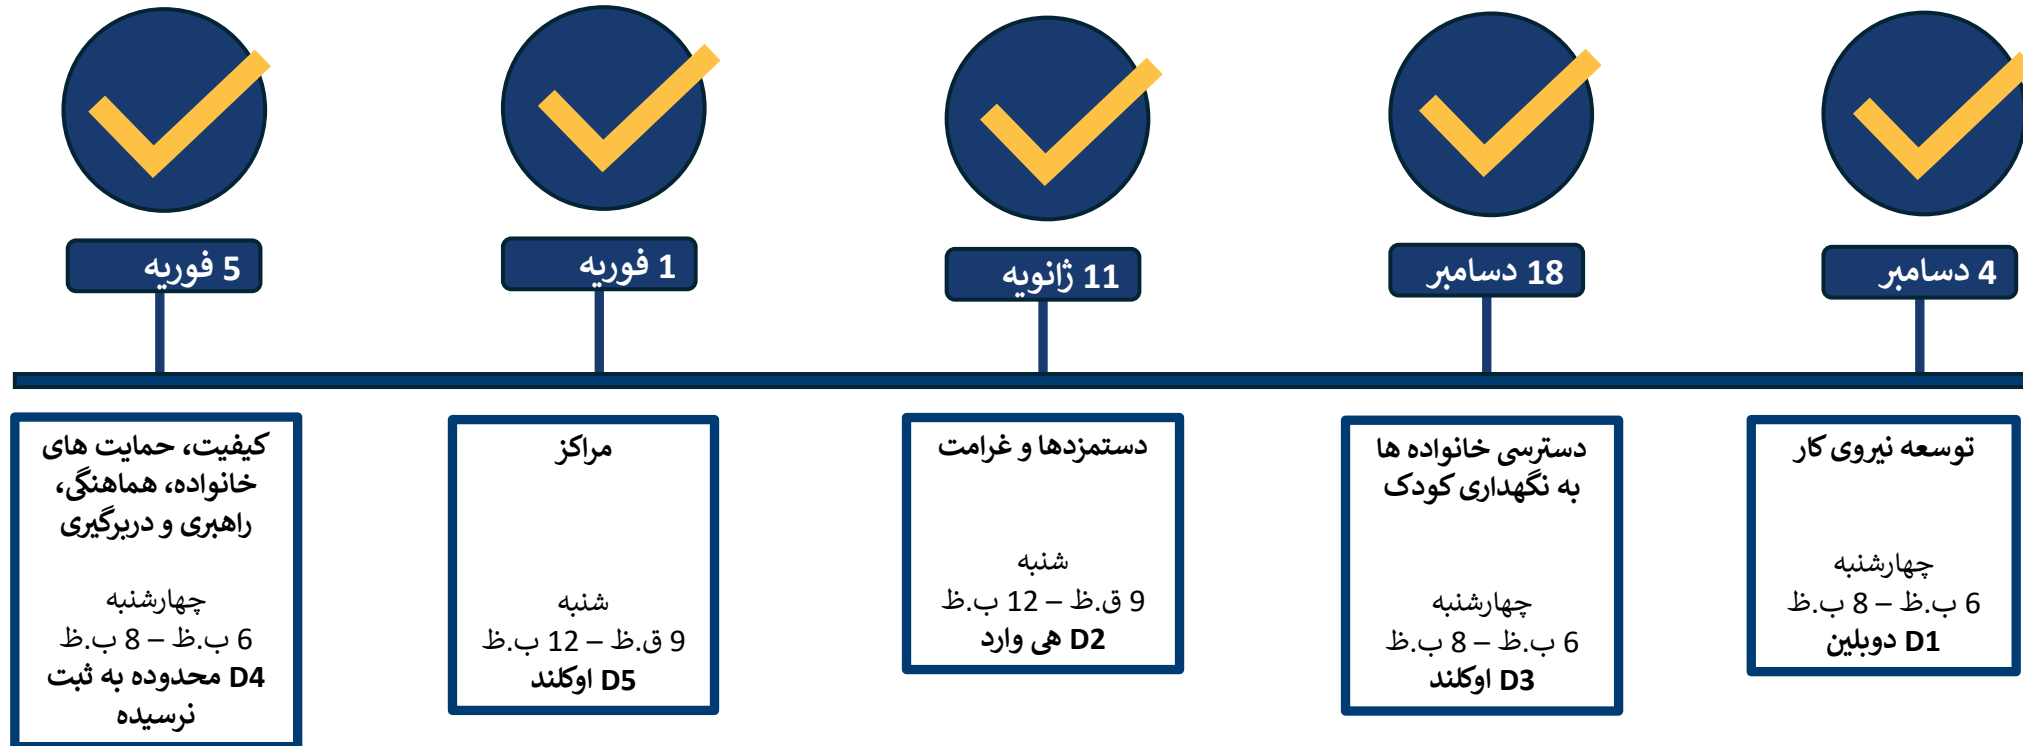 4 دسامبر
18 دسامبر
11 ژانویه
1 فوریه
5 فوریه
توسعه نیروی کار
چهارشنبه
6 ب.ظ – 8 ب.ظ
D1 دوبلین
دسترسی خانواده ها
به نگهداری کودک
چهارشنبه
6 ب.ظ – 8 ب.ظ
D3 اوکلند
دستمزدها و غرامت
شنبه
9 ق.ظ – 12 ب.ظ
D2 هی وارد
مراکز
شنبه
9 ق.ظ – 12 ب.ظ
D5 اوکلند
کیفیت، حمایت های
خانواده، هماهنگی،
راهبری و دربرگیری
چهارشنبه
6 ب.ظ – 8 ب.ظ
D4 محدوده به ثبت
نرسیده